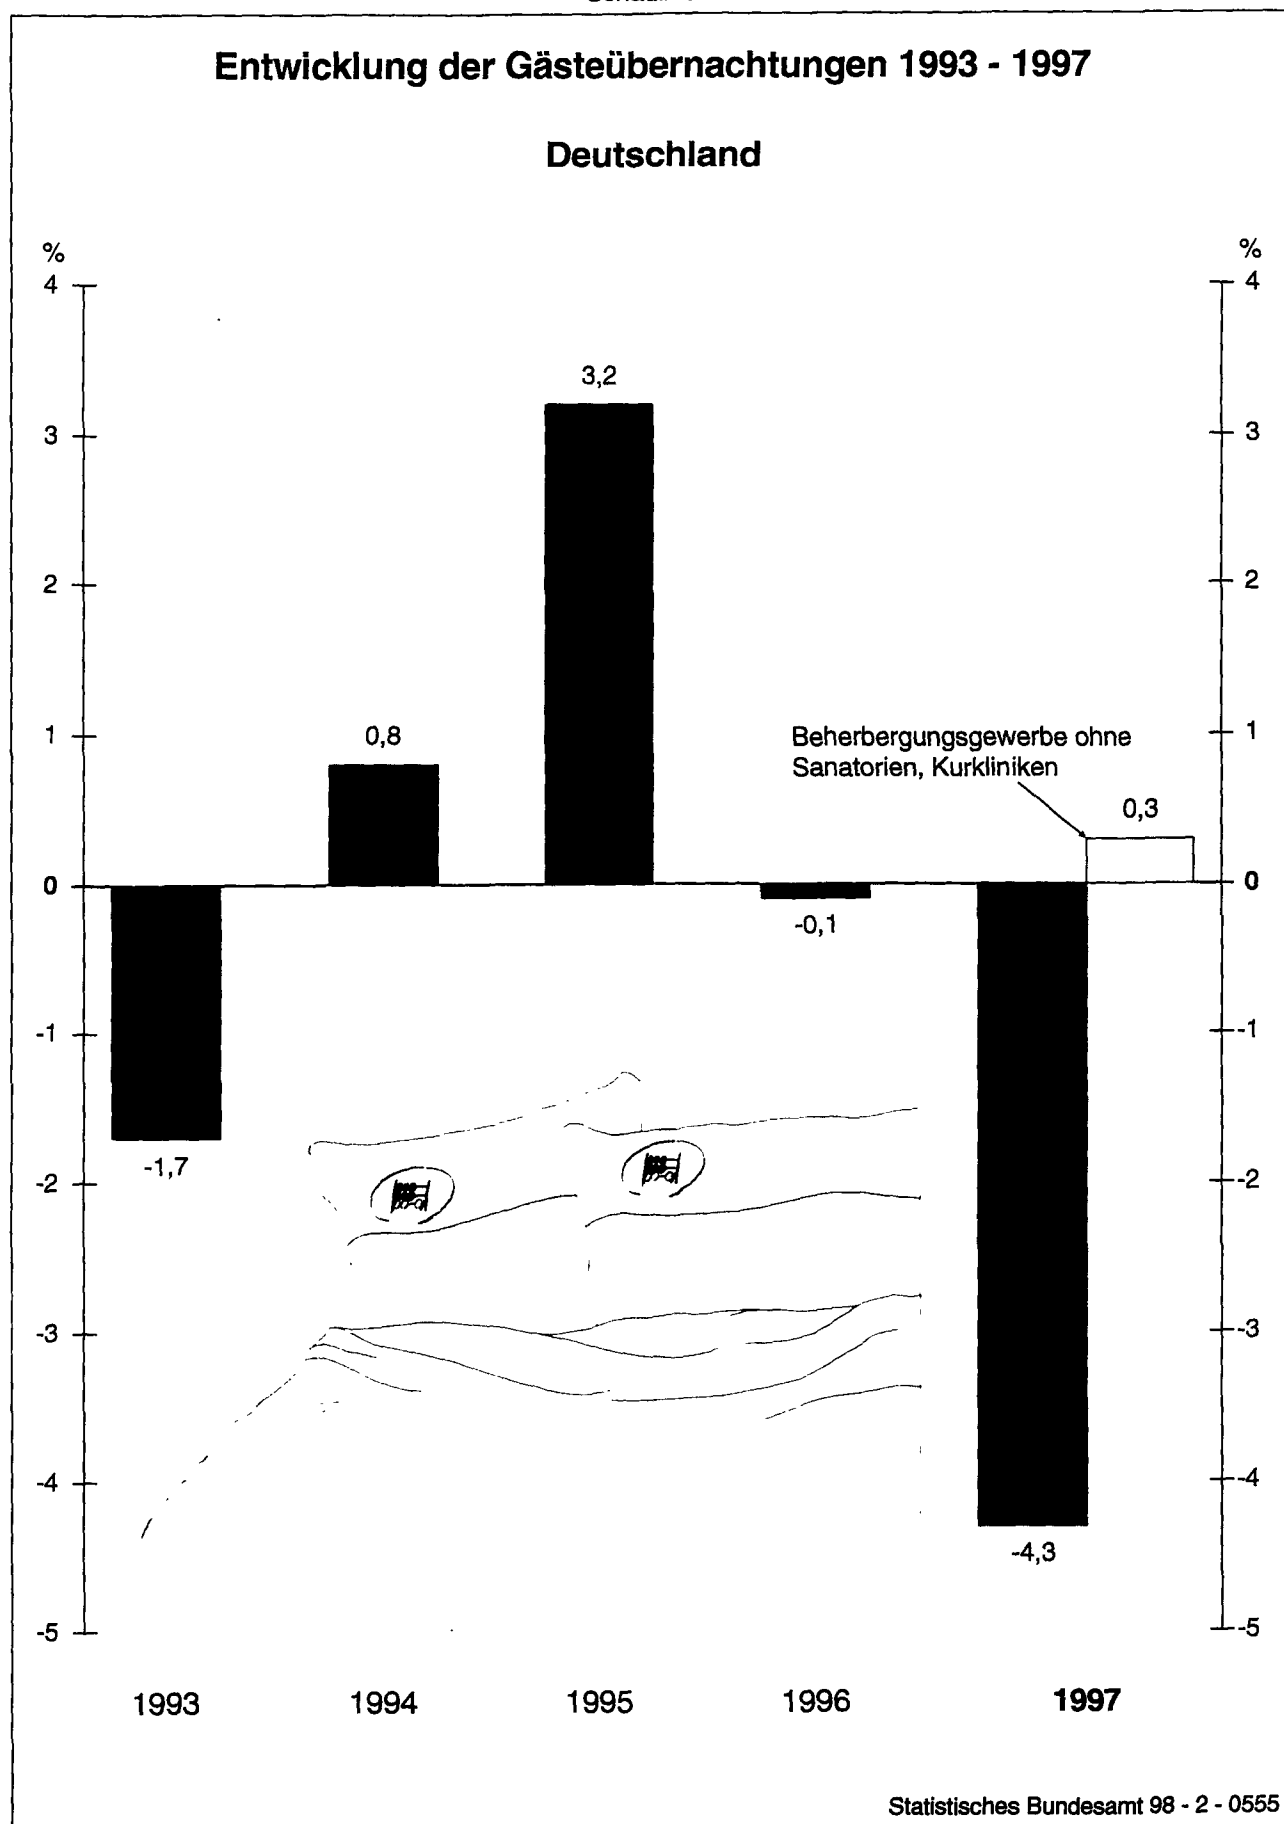 Entwicklung der Gästeübernachtungen 1993 - 1997
Deutschland
% %
4 4
3,2
3 3
2 2
1 1
0,8
Beherbergungsgewerbe ohne
Sanatorien, Kurkliniken
0,3
0 0
-0,1
-1 -1
-1,7
-2 -2
-3 -3
-4 -4
-4,3
-5 -5
1993 1994 1995 1996 1997
Statistisches Bundesamt 98 - 2 - 0555